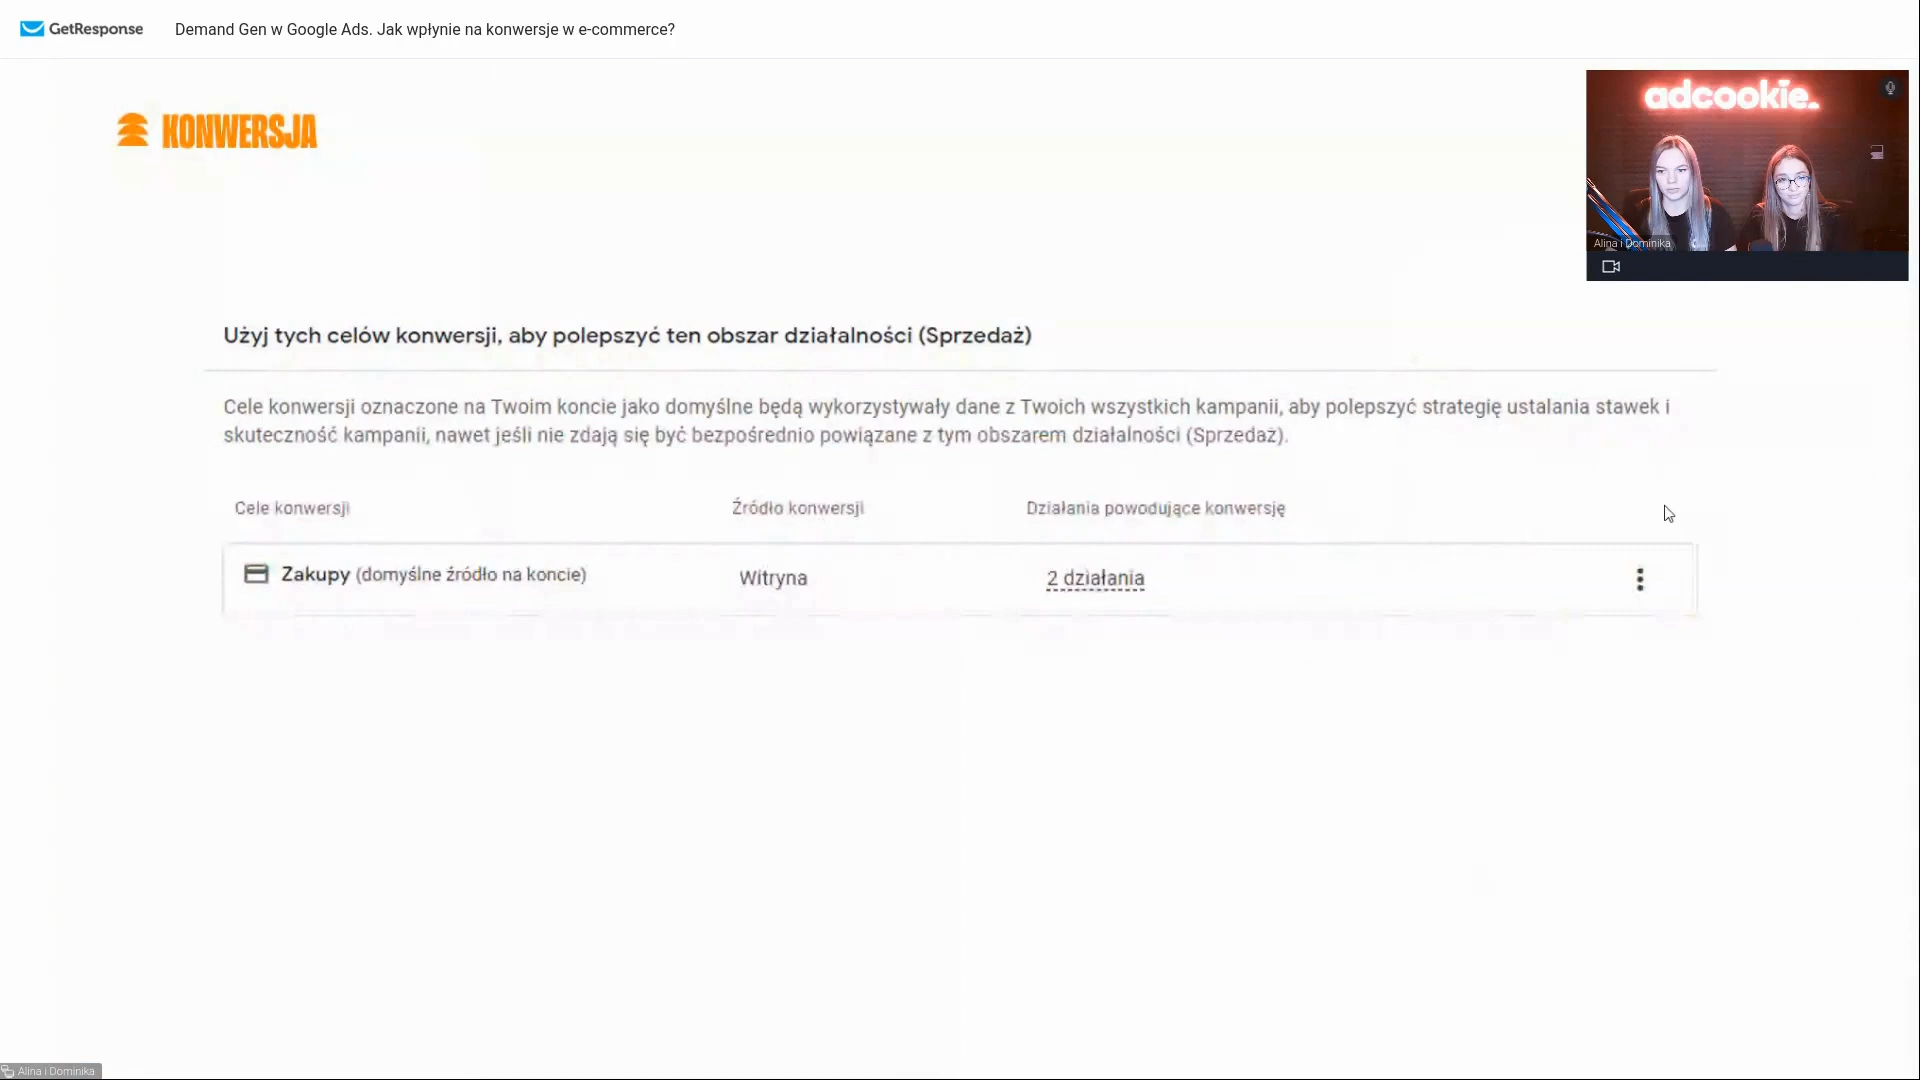 GetResponse
Demand Gen w Google Ads. Jak wpłynie na konwersje w e-commerce?
KONWERSJA
adcookie.
Alina i Dominika
Użyj tych celów konwersji, aby polepszyć ten obszar działalności (Sprzedaż)
Cele konwersji oznaczone na Twoim koncie jako domyślne będą wykorzystywały dane z Twoich wszystkich kampanii, aby polepszyć strategię ustalania stawek i
skuteczność kampanii, nawet jeśli nie zdają się być bezpośrednio powiązane z tym obszarem działalności (Sprzedaż).
Cele konwersji Źródło konwersji Działania powodujące konwersję
Zakupy (domyślne źródło na koncie) Witryna 2 działania
Alina i Dominika